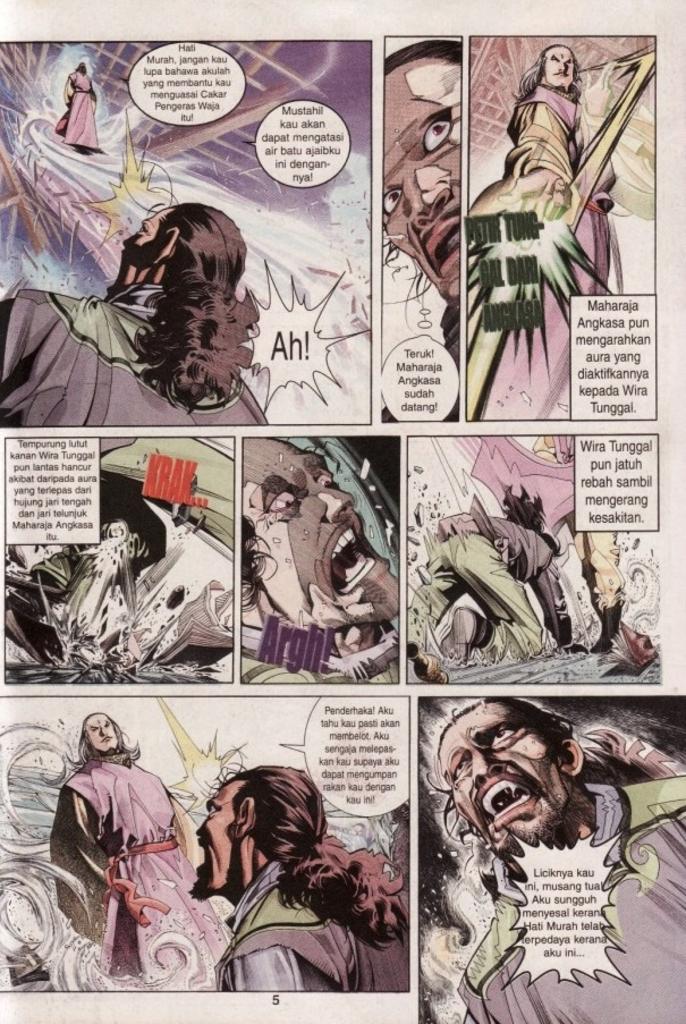 Hati
Murah, jangan kau
lupa bahawa akulah
yang membantu kau
menguasai Cakar
Pengeras Waja
itu!
Mustahil
kau akan
dapat mengatasi
air batu ajaibku
ini dengan-
nya!
Ah!
Teruk!
Maharaja
Angkasa
sudah
datang!
PETIR TUNG-
GAL DARI
ANGKASA
Maharaja
Angkasa pun
mengarahkan
aura yang
diaktifkannya
kepada Wira
Tunggal.
Tempurung lutut
kanan Wira Tunggal
pun lantas hancur
akibat daripada aura
yang terlepas dari
hujung jari tengah
dan jari telunjuk
Maharaja Angkasa
itu.
KRAK...
Argh!
Wira Tunggal
pun jatuh
rebah sambil
mengerang
kesakitan.
Penderhaka! Aku
tahu kau pasti akan
membelot. Aku
sengaja melepas-
kan kau supaya aku
dapat mengumpan
rakan kau dengan
kau ini!
Liciknya kau
ini, musang tua!
Aku sungguh
menyesal kerana
Hati Murah telah
terpedaya kerana
aku ini...
5